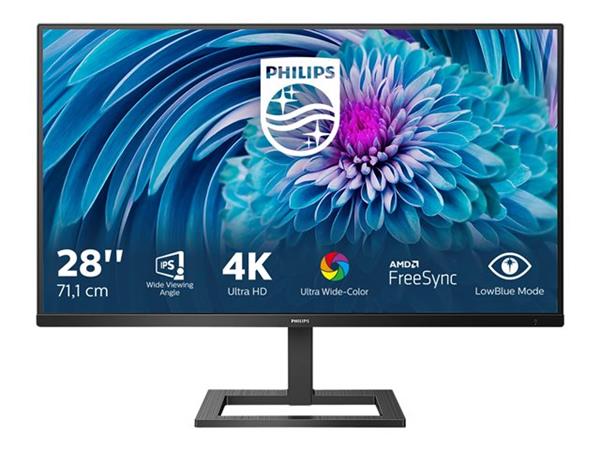 PHILIPS
28"
71,1 cm
IPS
Wide Viewing
Angle
4K
Ultra HD
Ultra Wide-Color
AMD
FreeSync
LowBlue Mode
PHILIPS